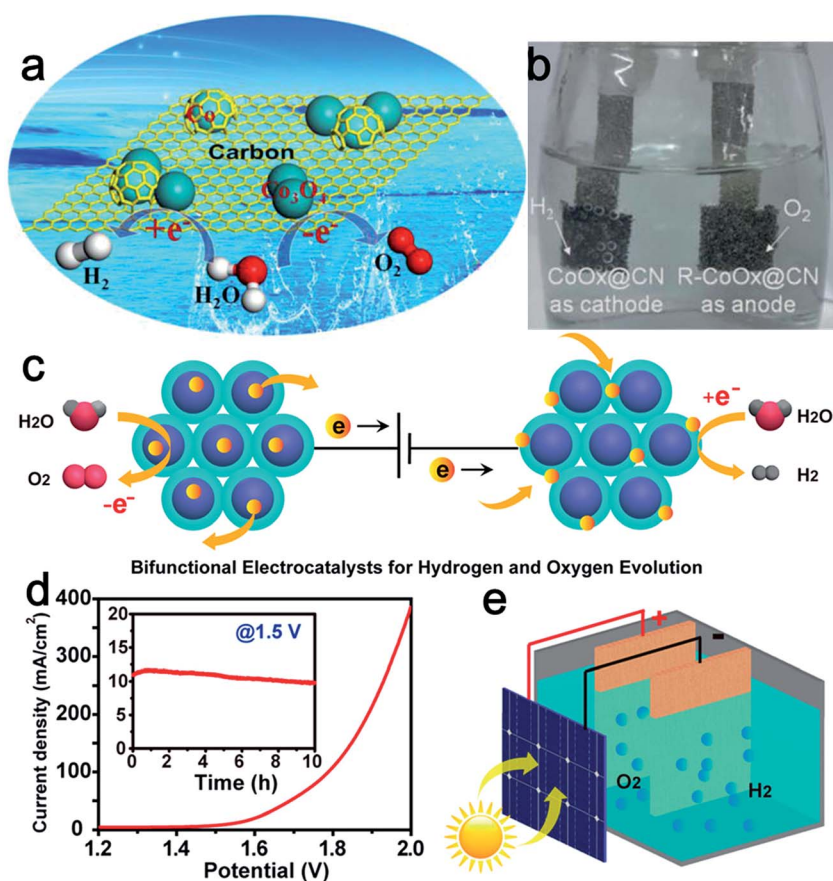 a
Co
Carbon
Co3O4
+e-
-e-
H2
H2O
O2
b
H2
O2
CoOx@CN
as cathode
R-CoOx@CN
as anode
c
H2O
O2
-e-
e
e
+e-
H2O
H2
Bifunctional Electrocatalysts for Hydrogen and Oxygen Evolution
d
Current density (mA/cm2)
400
300
200
100
0
20
15
10
5
0
@1.5 V
0 2 4 6 8 10
Time (h)
1.2 1.4 1.6 1.8 2.0
Potential (V)
e
+
-
O2
H2